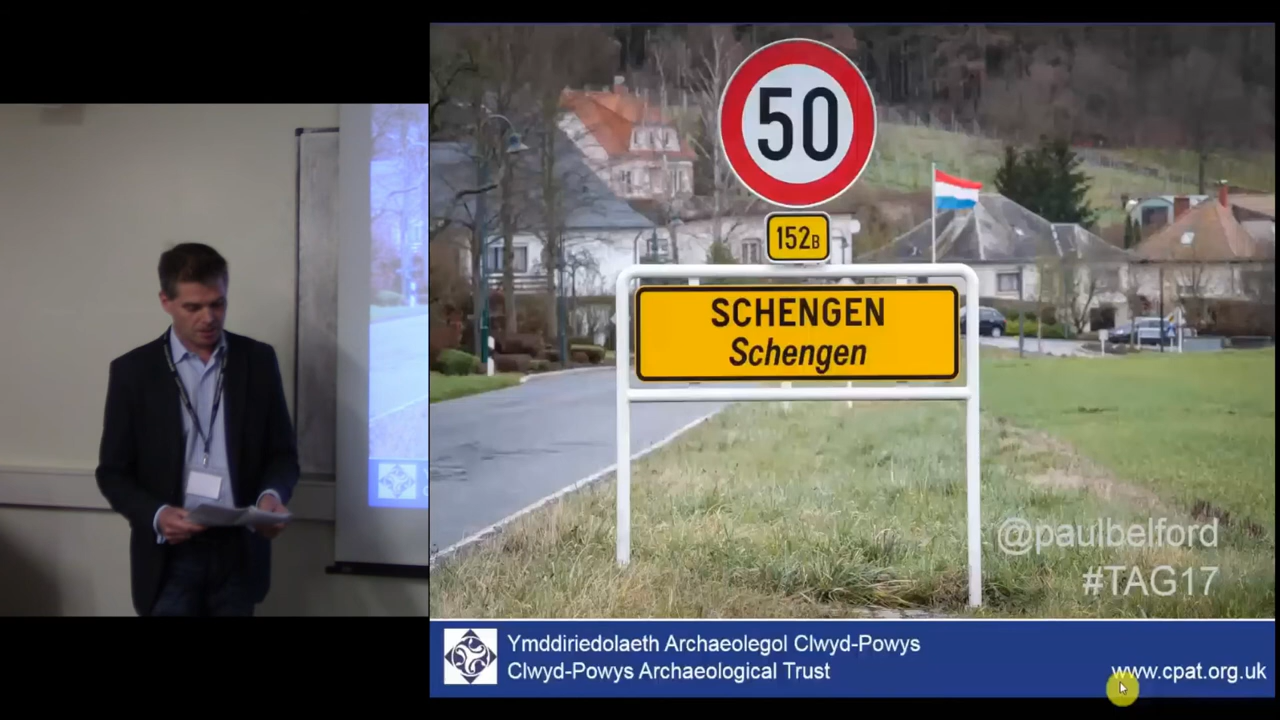 50
152B
SCHENGEN
Schengen
@paulbelford
#TAG17
Ymddiriedolaeth Archaeolegol Clwyd-Powys
Clwyd-Powys Archaeological Trust
www.cpat.org.uk